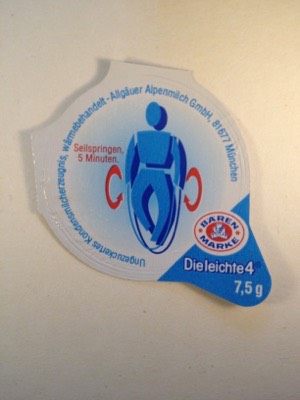 Ungezuckertes Kondensmilcherzeugnis, wärmebehandelt - Allgäuer Alpenmilch GmbH, 81677 München
Seilspringen,
5 Minuten.
BÄREN
MARKE
Die leichte 4®
7,5 g